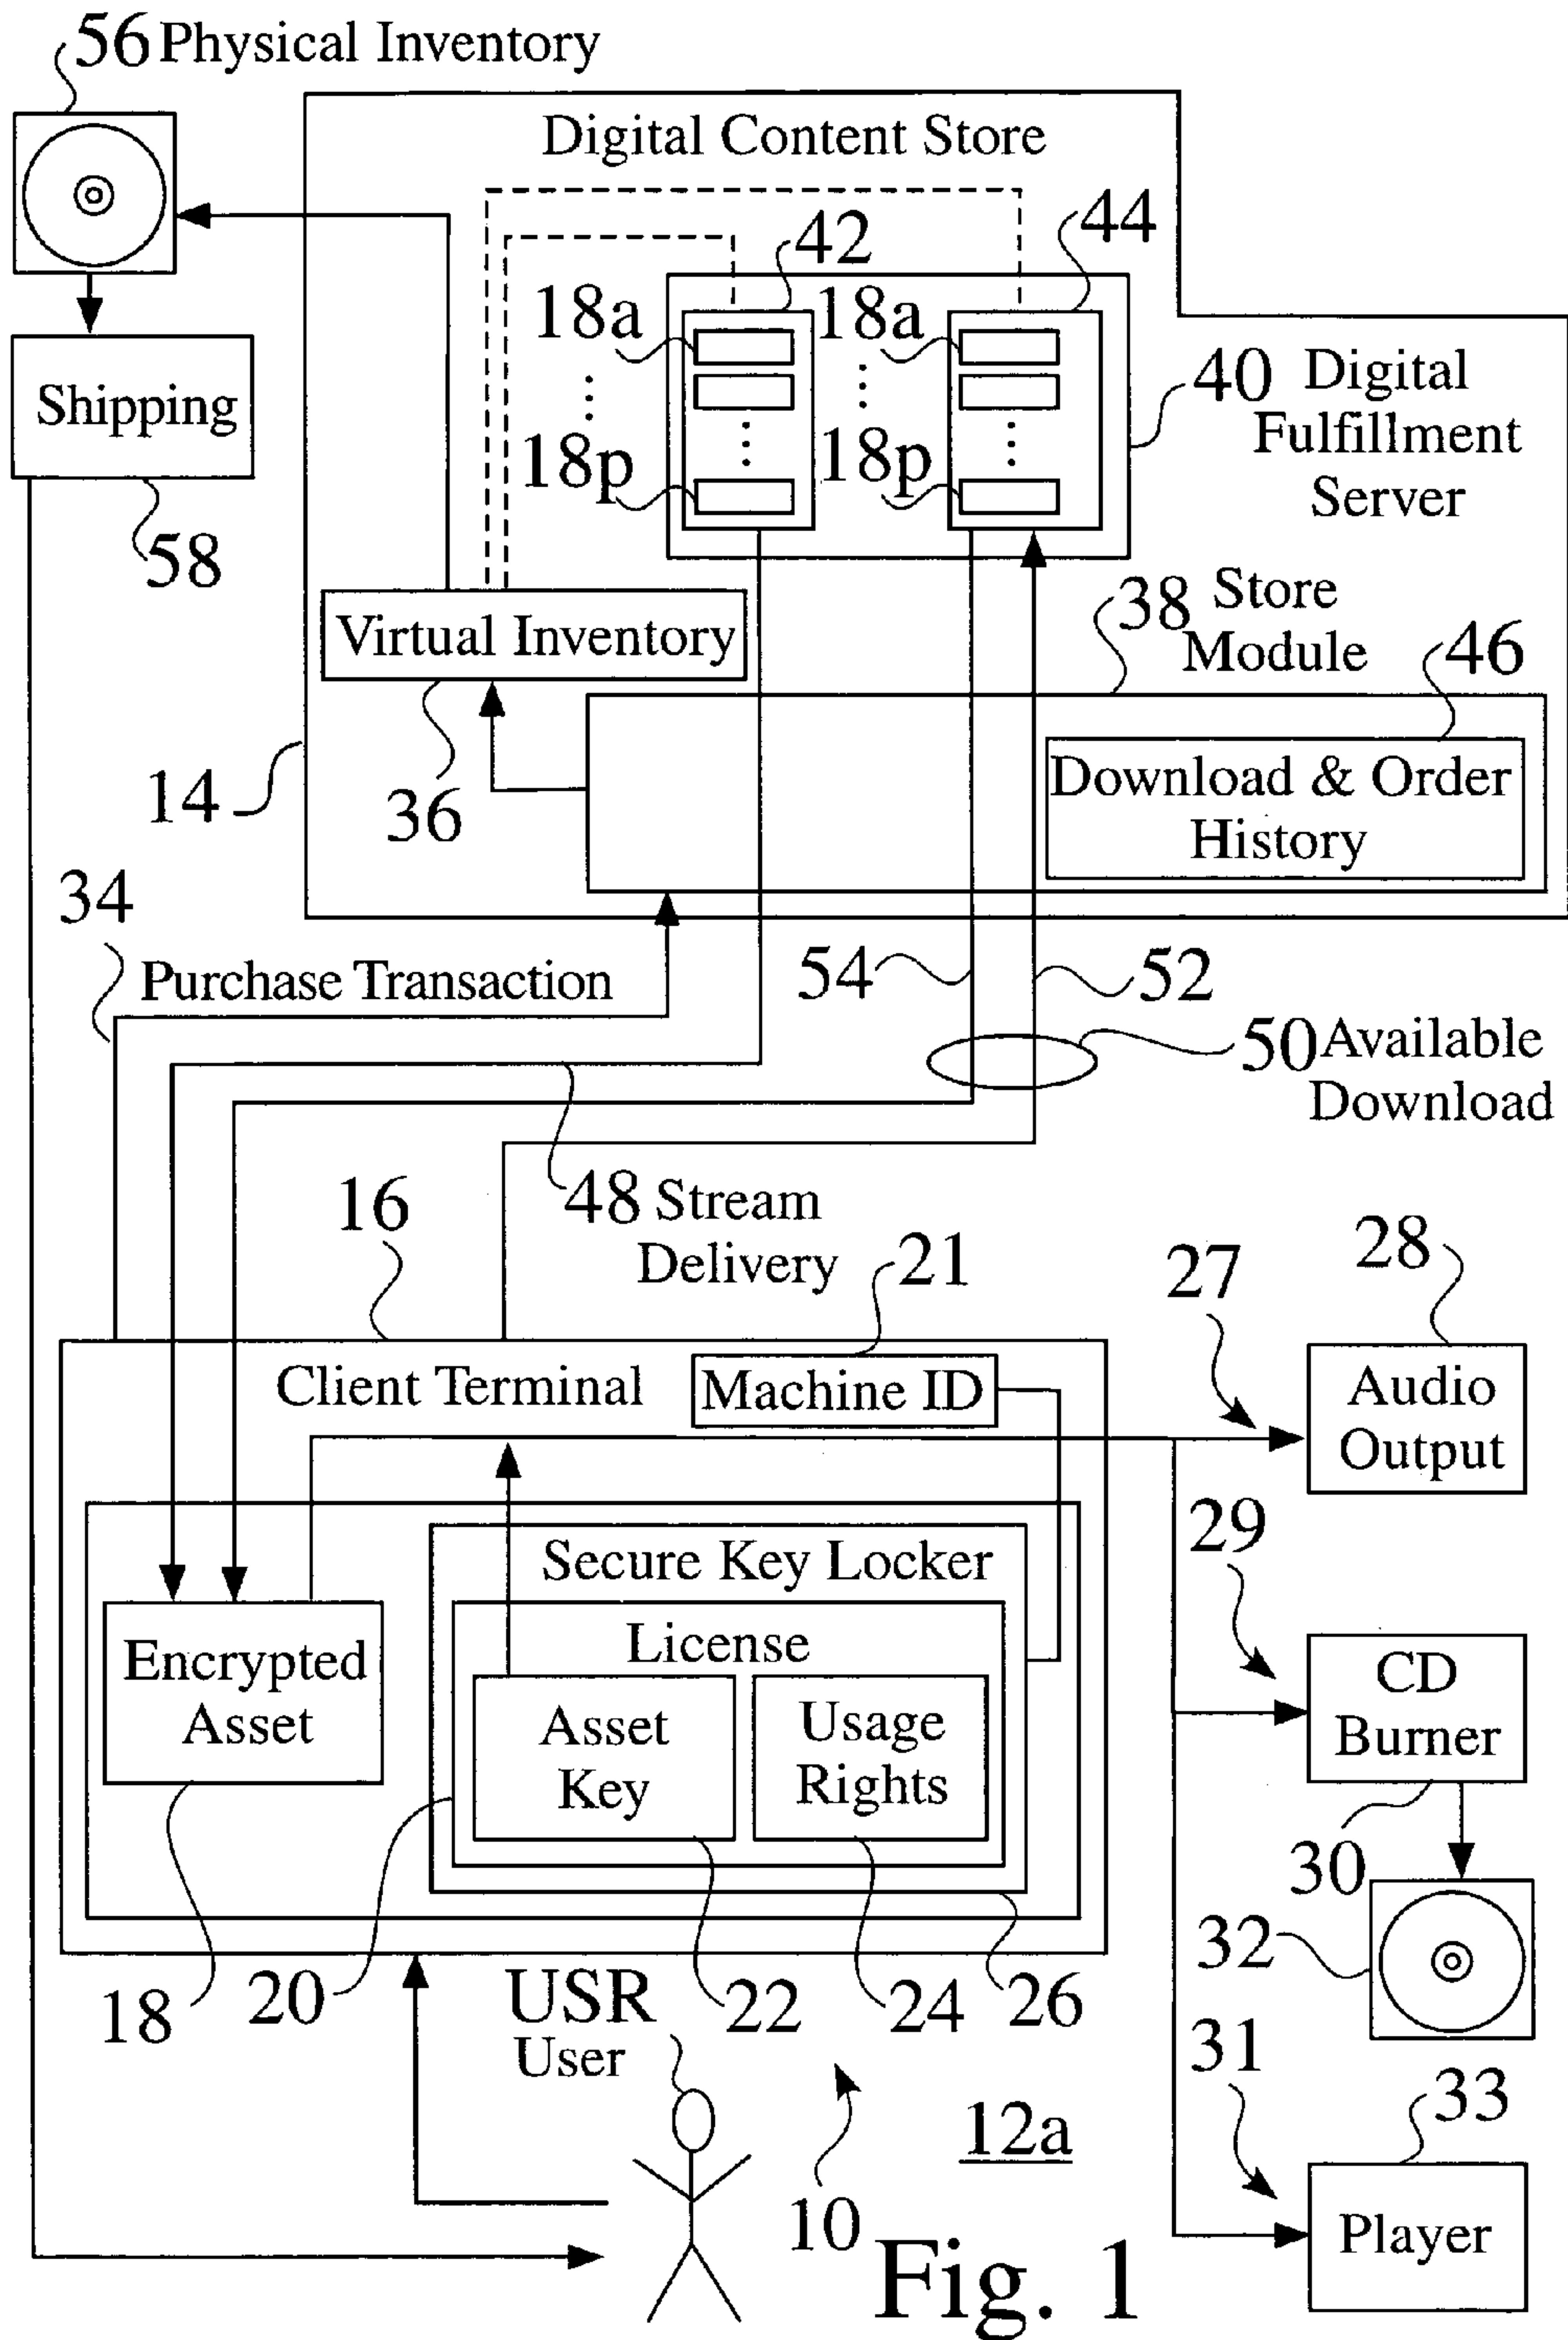 56 Physical Inventory
Digital Content Store
42
44
18a
18a
40 Digital
Fulfillment
Server
Shipping
18p
18p
58
38 Store
Module
46
Virtual Inventory
14
36
Download & Order
History
34
Purchase Transaction
54
52
50 Available
Download
16
48 Stream
Delivery
21
27
28
Client Terminal
Machine ID
Audio
Output
29
Secure Key Locker
License
Encrypted
Asset
Asset
Key
Usage
Rights
CD
Burner
30
32
18
20
USR
User
22
24
26
31
33
12a
10
Player
Fig. 1